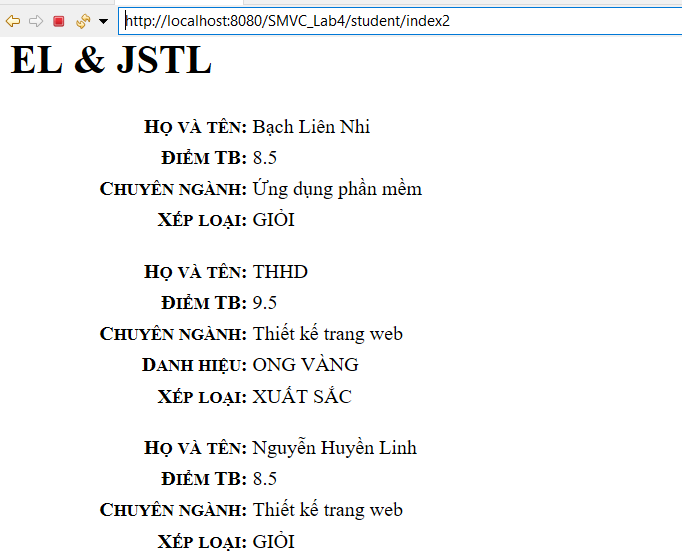 http://localhost:8080/SMVC_Lab4/student/index2
EL & JSTL
HỌ VÀ TÊN: Bạch Liên Nhi
ĐIỂM TB: 8.5
CHUYÊN NGÀNH: Ứng dụng phần mềm
XẾP LOẠI: GIỎI
HỌ VÀ TÊN: THHD
ĐIỂM TB: 9.5
CHUYÊN NGÀNH: Thiết kế trang web
DANH HIỆU: ONG VÀNG
XẾP LOẠI: XUẤT SẮC
HỌ VÀ TÊN: Nguyễn Huyền Linh
ĐIỂM TB: 8.5
CHUYÊN NGÀNH: Thiết kế trang web
XẾP LOẠI: GIỎI